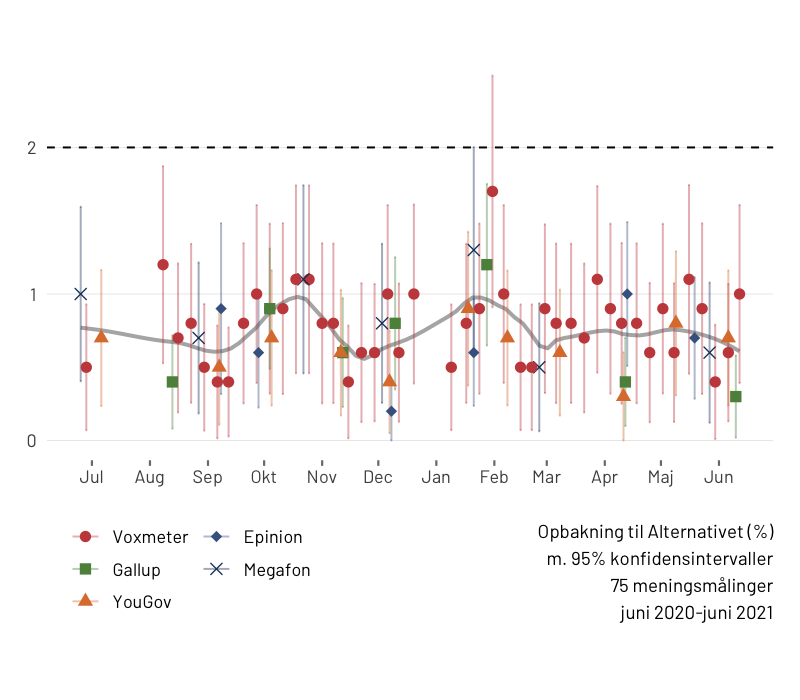 2
1
0
Jul Aug Sep Okt Nov Dec Jan Feb Mar Apr Maj Jun
Voxmeter Epinion
Gallup Megafon
YouGov
Opbakning til Alternativet (%)
m. 95% konfidensintervaller
75 meningsmålinger
juni 2020-juni 2021